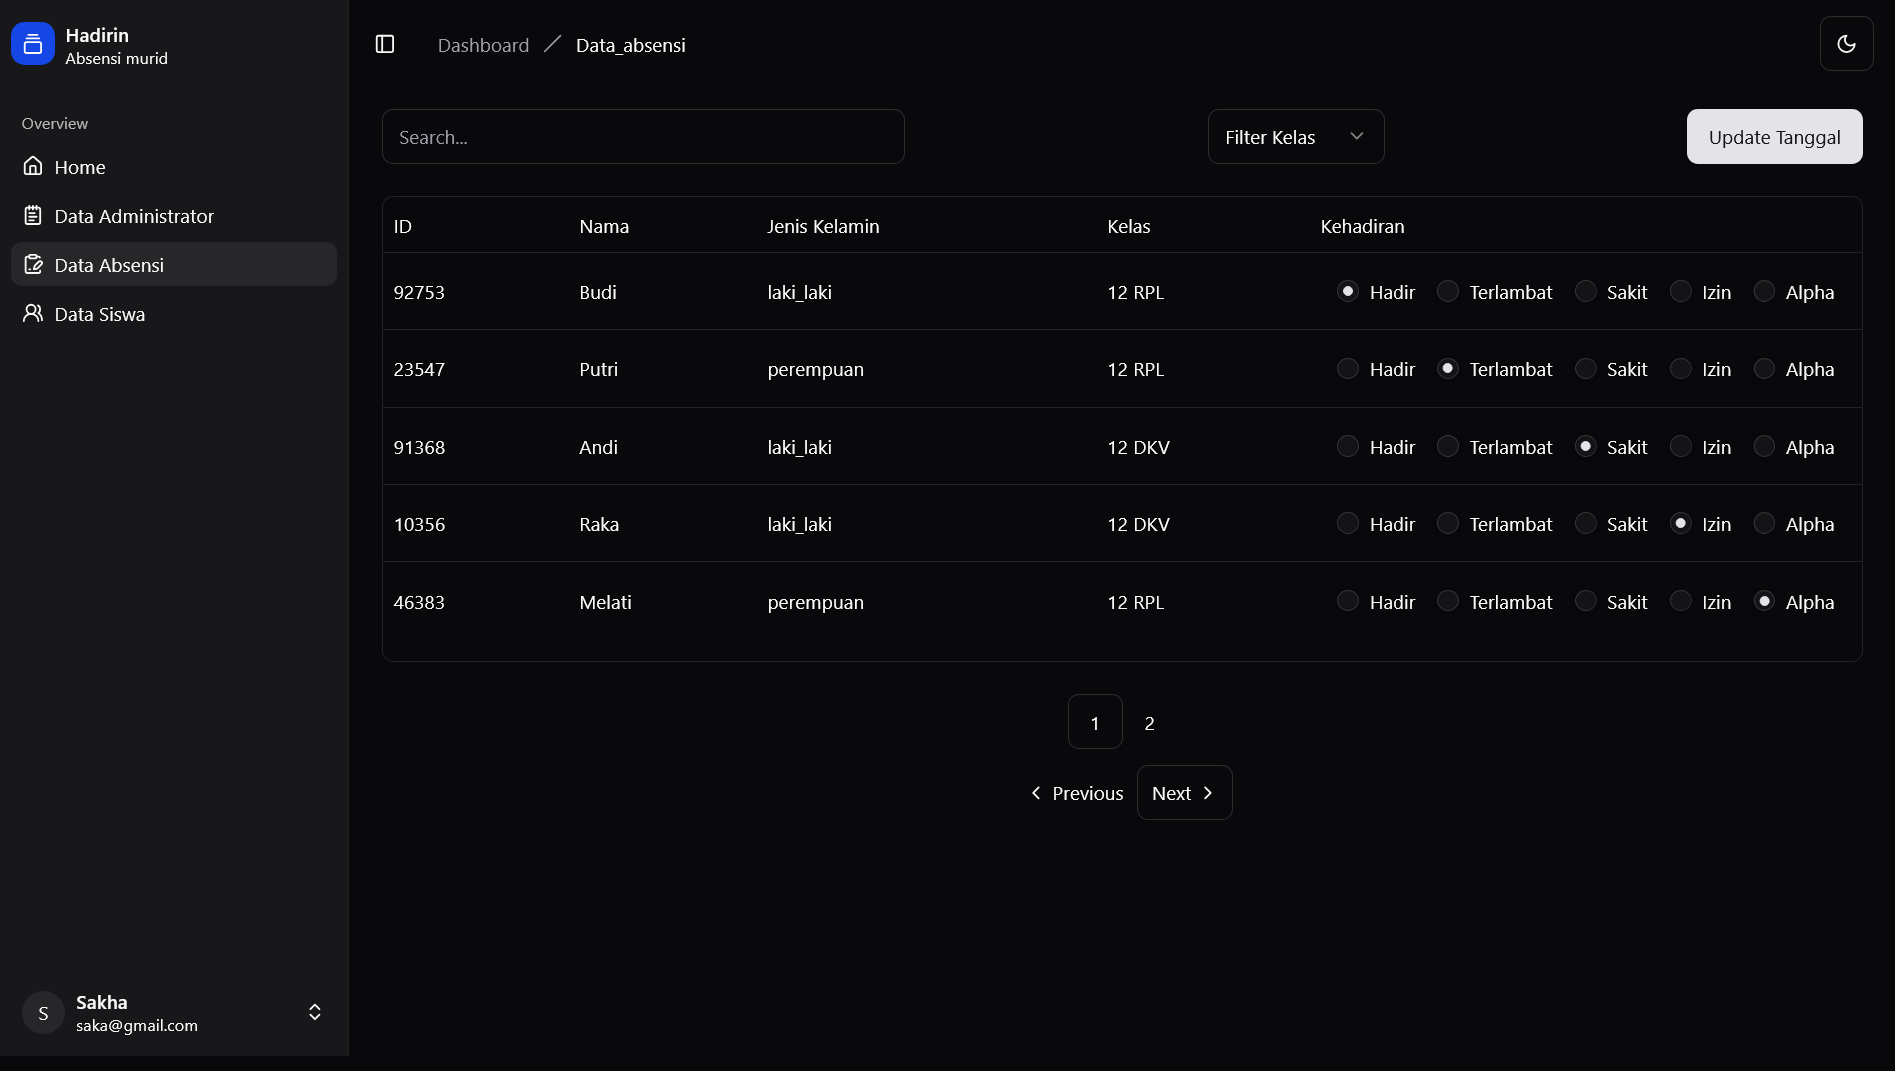 Hadirin
Absensi murid
Overview
Home
Data Administrator
Data Absensi
Data Siswa
S
Sakha
saka@gmail.com
Dashboard Data_absensi
Search... Filter Kelas Update Tanggal
ID Nama Jenis Kelamin Kelas Kehadiran
92753 Budi laki_laki 12 RPL Hadir Terlambat Sakit Izin Alpha
23547 Putri perempuan 12 RPL Hadir Terlambat Sakit Izin Alpha
91368 Andi laki_laki 12 DKV Hadir Terlambat Sakit Izin Alpha
10356 Raka laki_laki 12 DKV Hadir Terlambat Sakit Izin Alpha
46383 Melati perempuan 12 RPL Hadir Terlambat Sakit Izin Alpha
1 2
Previous Next